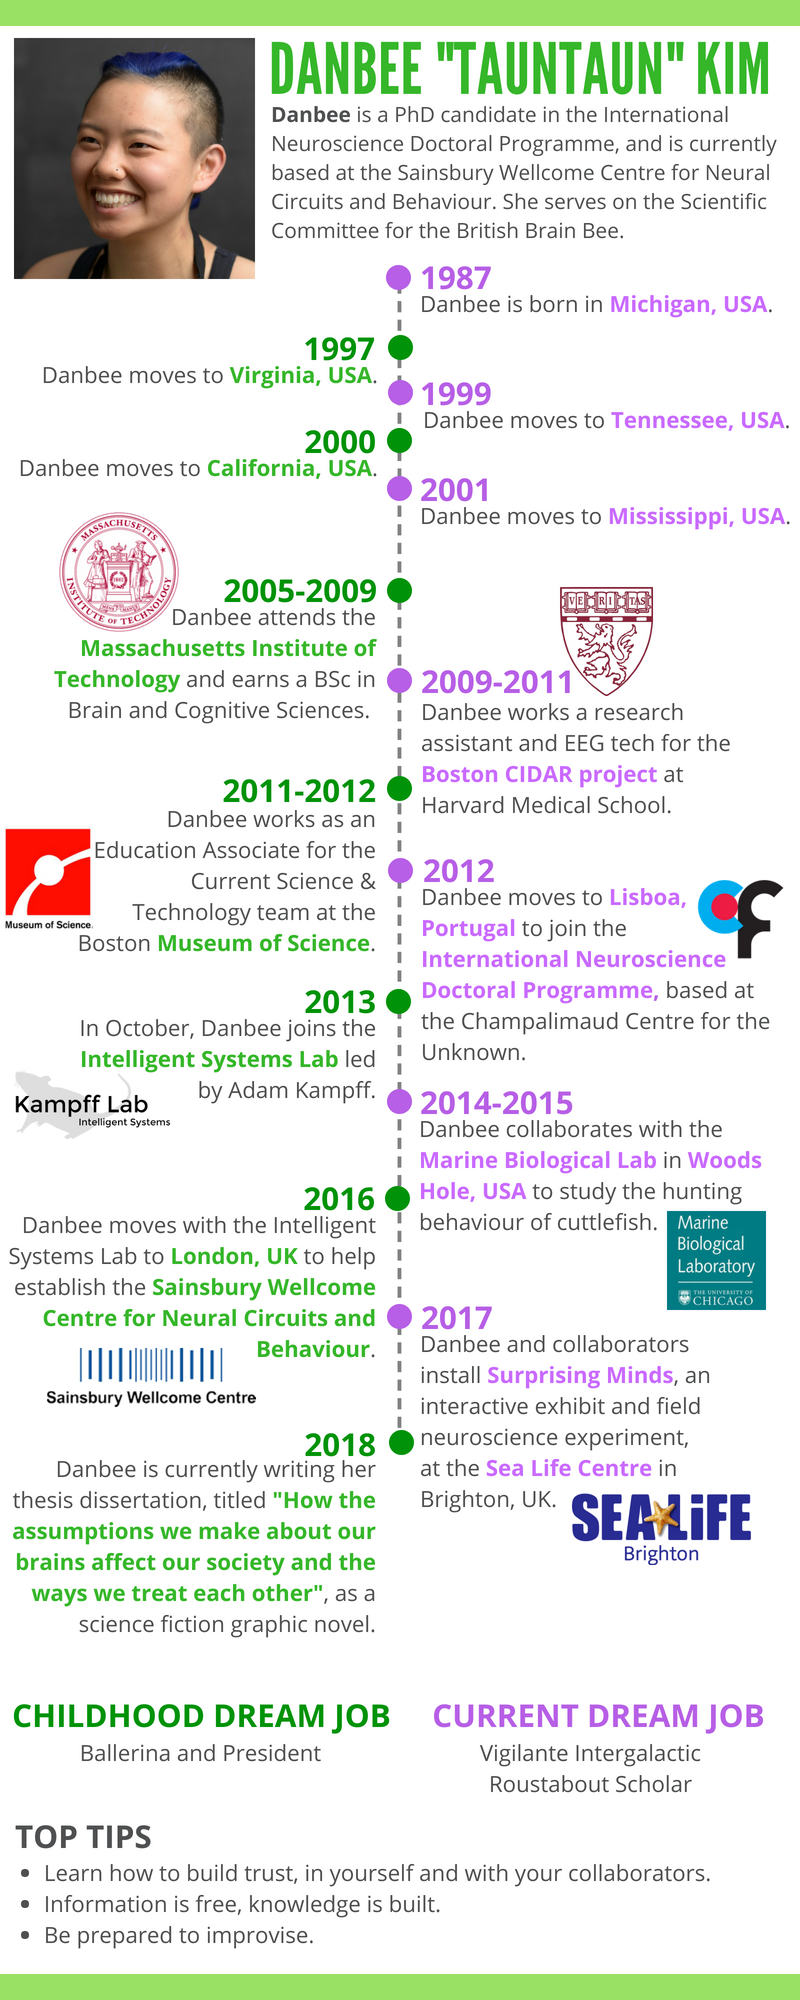 DANBEE "TAUNTAUN" KIM
Danbee is a PhD candidate in the International
Neuroscience Doctoral Programme, and is currently
based at the Sainsbury Wellcome Centre for Neural
Circuits and Behaviour. She serves on the Scientific
Committee for the British Brain Bee.
1987
Danbee is born in Michigan, USA.
1997
Danbee moves to Virginia, USA.
1999
Danbee moves to Tennessee, USA.
2000
Danbee moves to California, USA.
2001
Danbee moves to Mississippi, USA.
MASSACHUSETTS
INSTITUTE OF TECHNOLOGY
2005-2009
Danbee attends the
Massachusetts Institute of
Technology and earns a BSc in
Brain and Cognitive Sciences.
VE RI TAS
2009-2011
Danbee works a research
assistant and EEG tech for the
Boston CIDAR project at
Harvard Medical School.
2011-2012
Danbee works as an
Education Associate for the
Current Science &
Technology team at the
Boston Museum of Science.
Museum of Science.
2012
Danbee moves to Lisboa,
Portugal to join the
International Neuroscience
Doctoral Programme, based at
the Champalimaud Centre for the
Unknown.
2013
In October, Danbee joins the
Intelligent Systems Lab led
by Adam Kampff.
Kampff Lab
Intelligent Systems
2014-2015
Danbee collaborates with the
Marine Biological Lab in Woods
Hole, USA to study the hunting
behaviour of cuttlefish.
Marine
Biological
Laboratory
THE UNIVERSITY OF
CHICAGO
2016
Danbee moves with the Intelligent
Systems Lab to London, UK to help
establish the Sainsbury Wellcome
Centre for Neural Circuits and
Behaviour.
Sainsbury Wellcome Centre
2017
Danbee and collaborators
install Surprising Minds, an
interactive exhibit and field
neuroscience experiment,
at the Sea Life Centre in
Brighton, UK.
SEA LiFE
Brighton
2018
Danbee is currently writing her
thesis dissertation, titled "How the
assumptions we make about our
brains affect our society and the
ways we treat each other", as a
science fiction graphic novel.
CHILDHOOD DREAM JOB
Ballerina and President
CURRENT DREAM JOB
Vigilante Intergalactic
Roustabout Scholar
TOP TIPS
• Learn how to build trust, in yourself and with your collaborators.
• Information is free, knowledge is built.
• Be prepared to improvise.